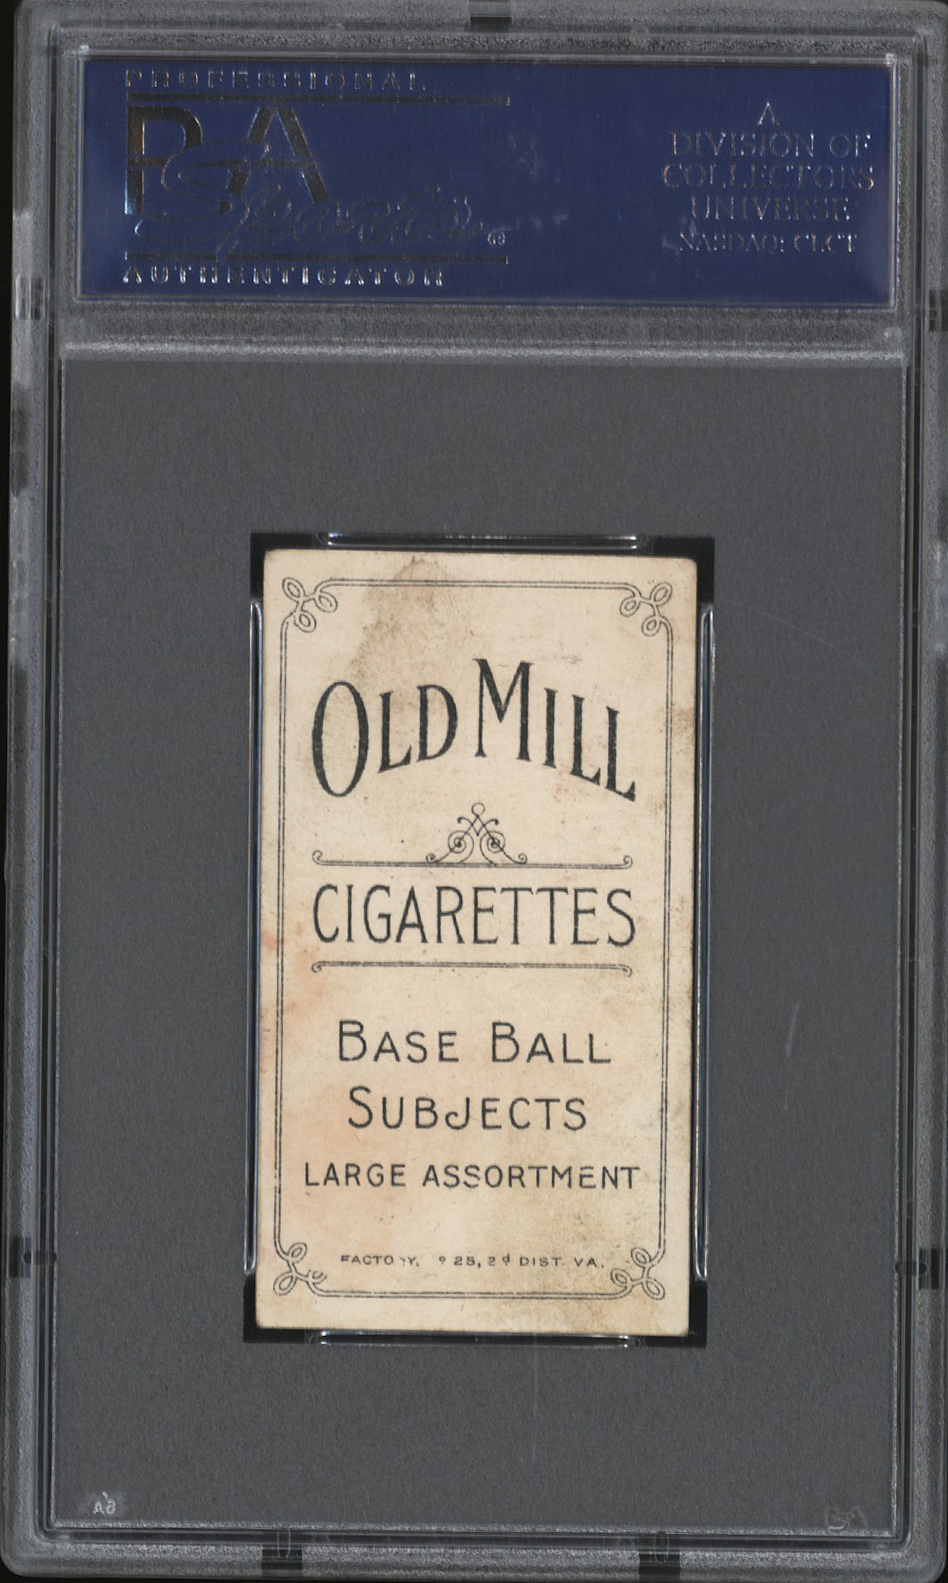 PROFESSIONAL
PSA
Sports®
AUTHENTICATOR
A
DIVISION OF
COLLECTORS
UNIVERSE
NASDAQ: CLCT
OLD MILL
CIGARETTES
BASE BALL
SUBJECTS
LARGE ASSORTMENT
25, 2d DIST. VA.